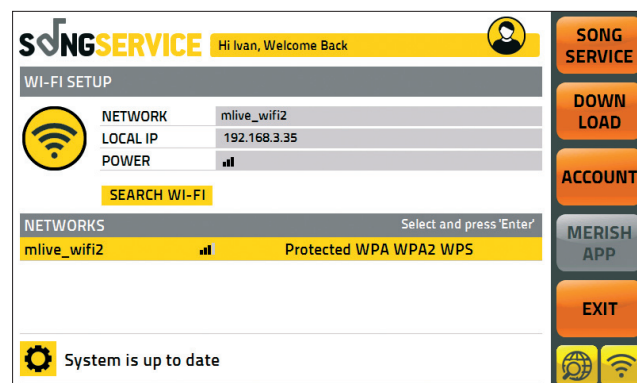 SONGSERVICE Hi Ivan, Welcome Back
WI-FI SETUP
NETWORK mlive_wifi2
LOCAL IP 192.168.3.35
POWER
SEARCH WI-FI
NETWORKS Select and press 'Enter'
mlive_wifi2 Protected WPA WPA2 WPS
System is up to date
SONG
SERVICE
DOWN
LOAD
ACCOUNT
MERISH
APP
EXIT